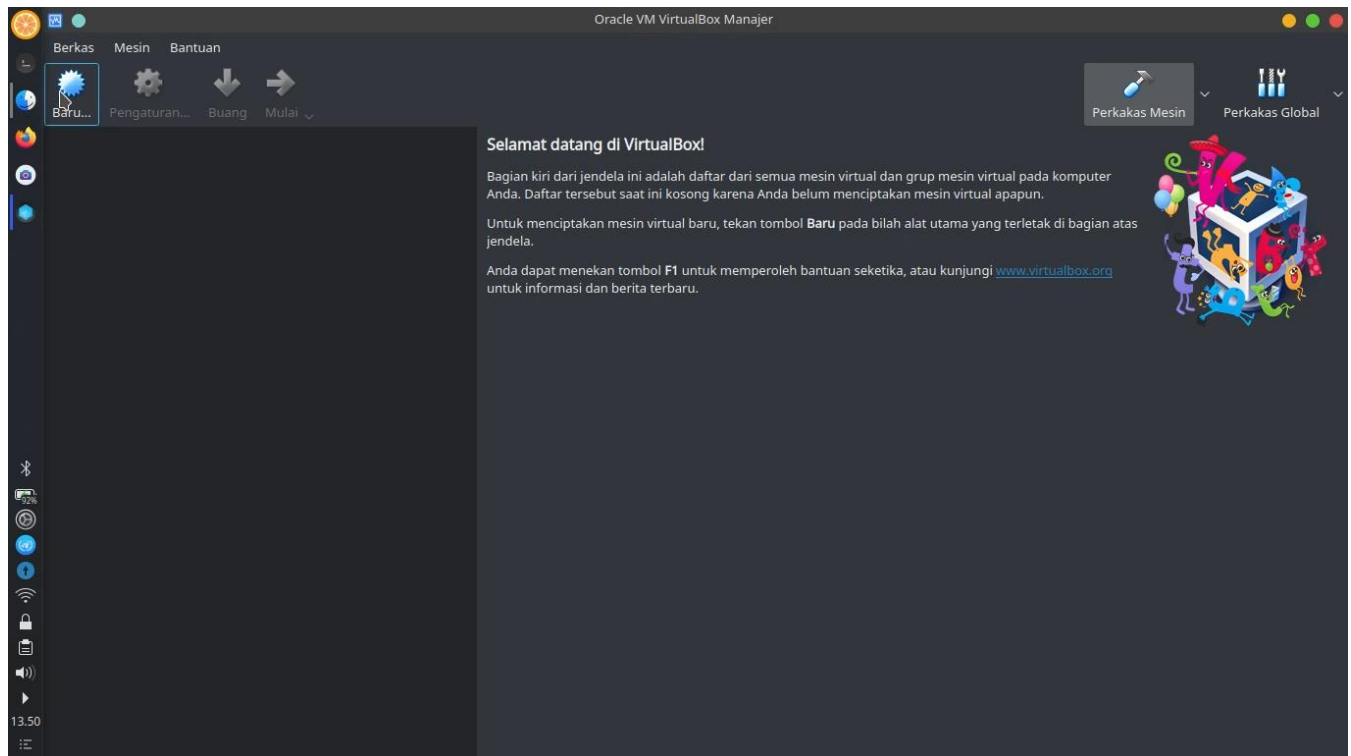 Oracle VM VirtualBox Manajer
Berkas Mesin Bantuan
Baru... Pengaturan... Buang Mulai Perkakas Mesin Perkakas Global
Selamat datang di VirtualBox!
Bagian kiri dari jendela ini adalah daftar dari semua mesin virtual dan grup mesin virtual pada komputer
Anda. Daftar tersebut saat ini kosong karena Anda belum menciptakan mesin virtual apapun.
Untuk menciptakan mesin virtual baru, tekan tombol Baru pada bilah alat utama yang terletak di bagian atas
jendela.
Anda dapat menekan tombol F1 untuk memperoleh bantuan seketika, atau kunjungi www.virtualbox.org
untuk informasi dan berita terbaru.
92%
13.50